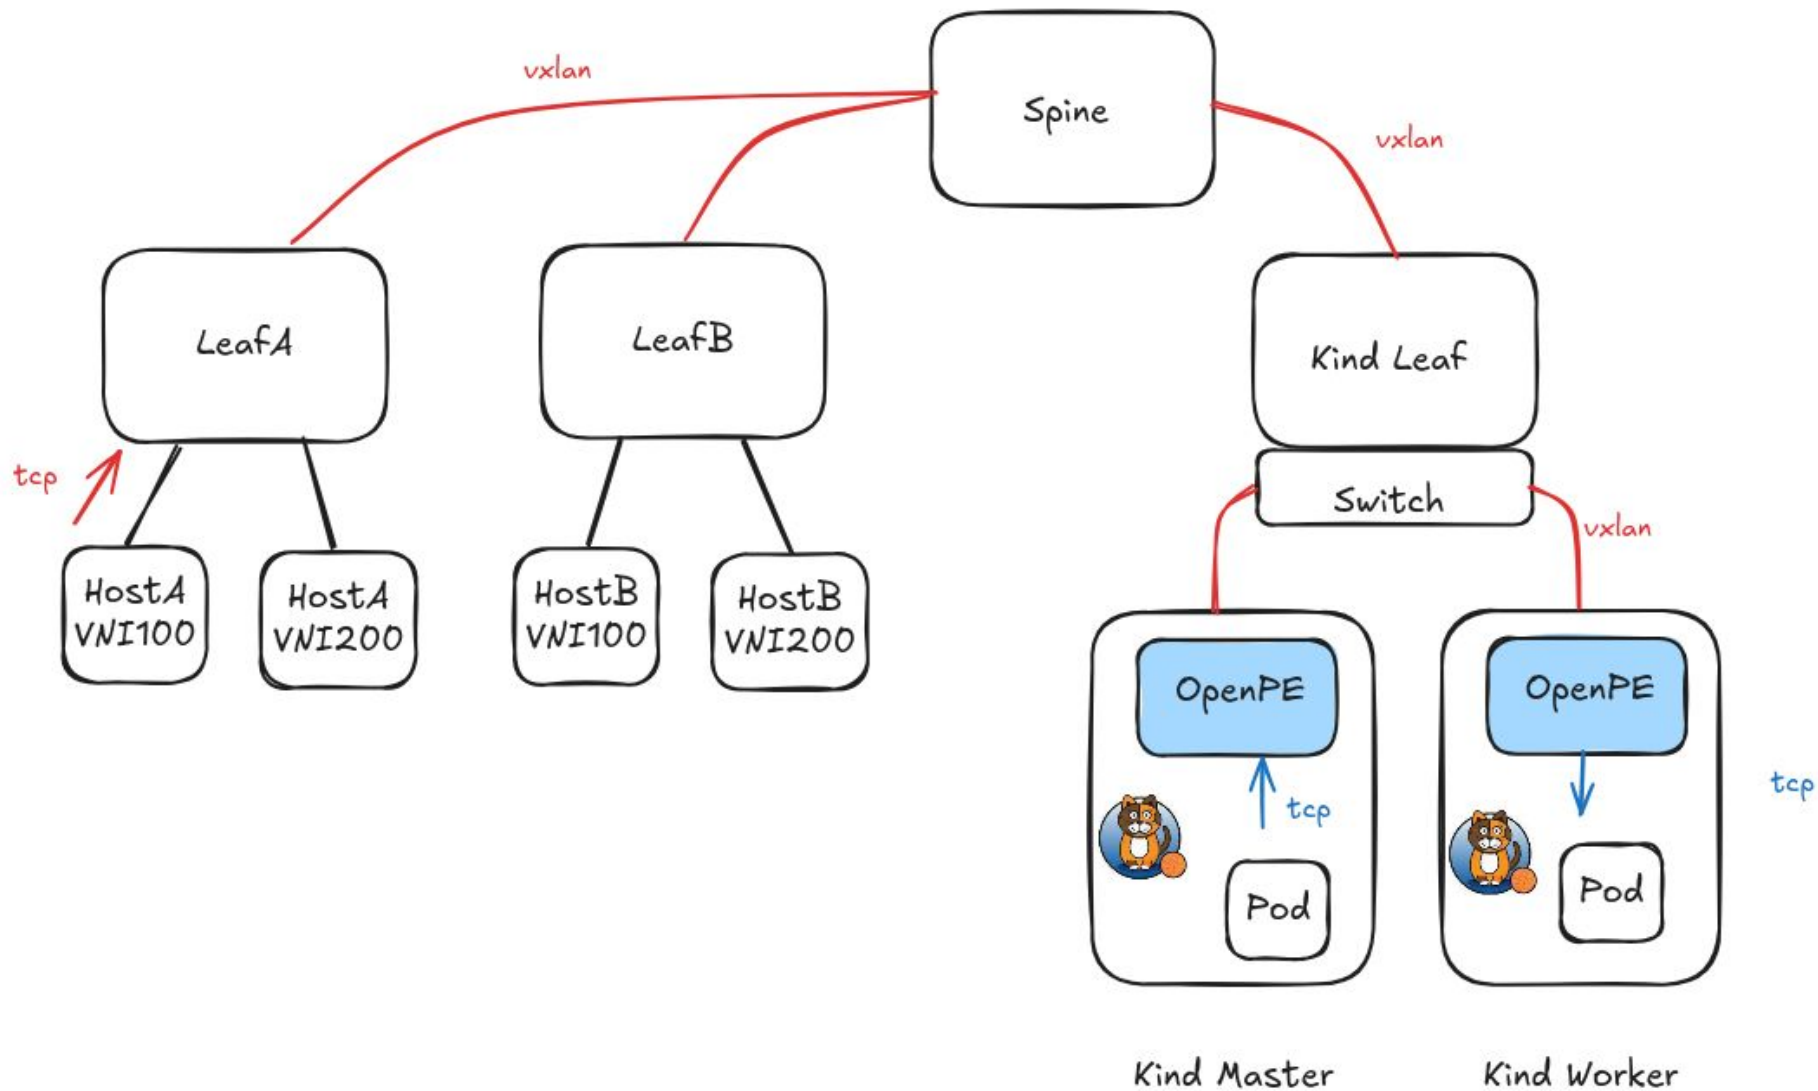 vxlan
Spine
vxlan
LeafA
LeafB
Kind Leaf
tcp
Switch
vxlan
HostA
VNI100
HostA
VNI200
HostB
VNI100
HostB
VNI200
OpenPE
OpenPE
tcp
tcp
Pod
Pod
Kind Master
Kind Worker